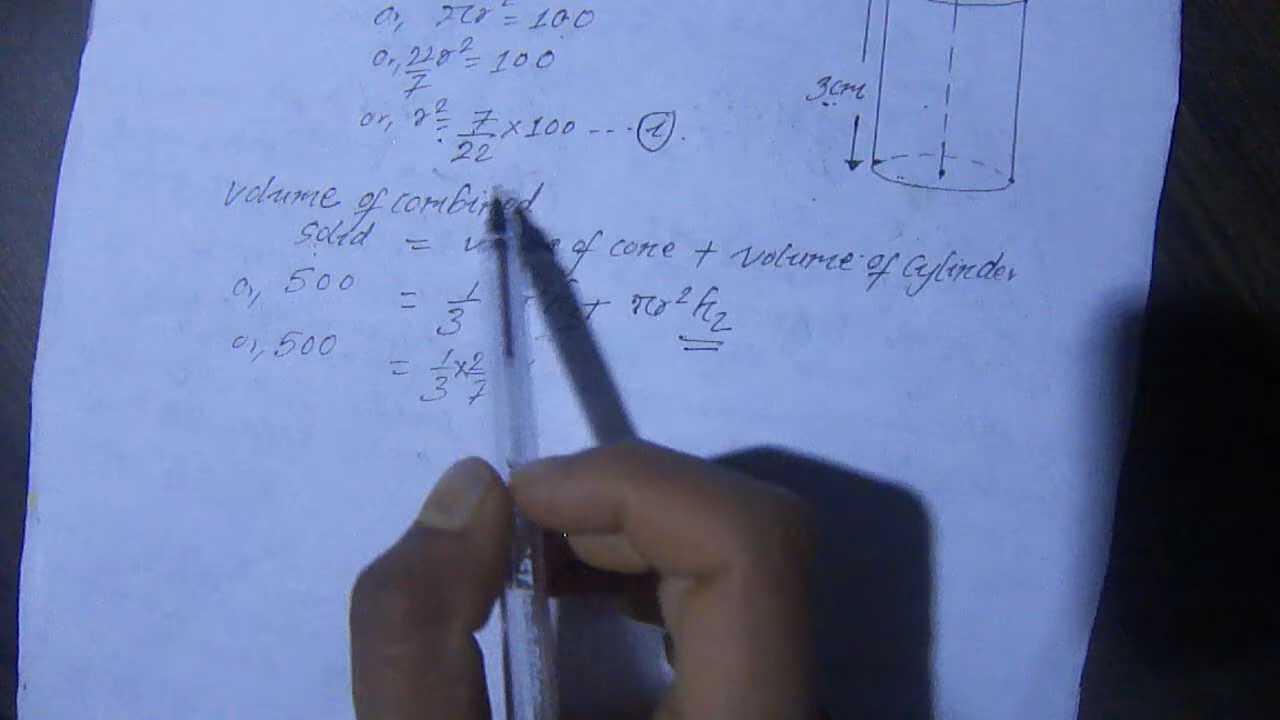 or, πr² = 100
or, 22/7 r² = 100
or, r² = 7/22 × 100 --- ①.
3cm
Volume of combined
solid = of cone + volume of cylinder
or, 500 = 1/3 + πr²h₂
or, 500 = 1/3 × 2/7